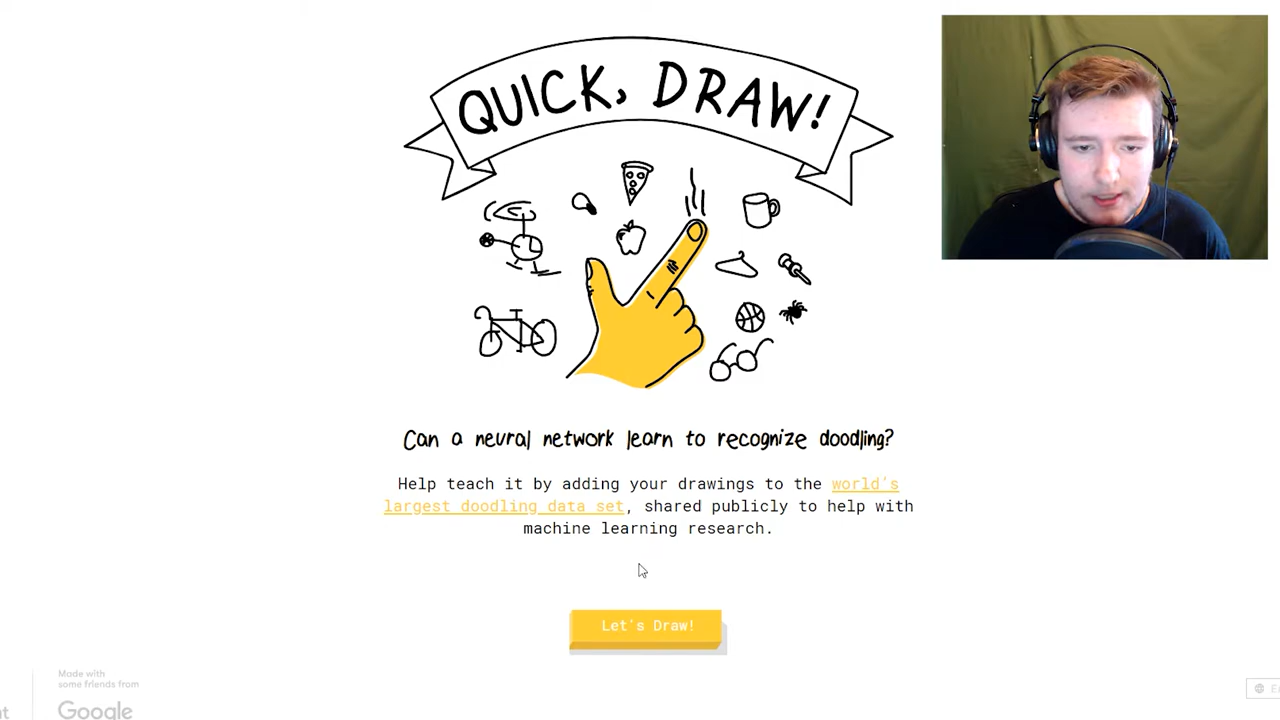 QUICK, DRAW!
Can a neural network learn to recognize doodling?
Help teach it by adding your drawings to the world's
largest doodling data set, shared publicly to help with
machine learning research.
Let's Draw!
Made with
some friends from
Google